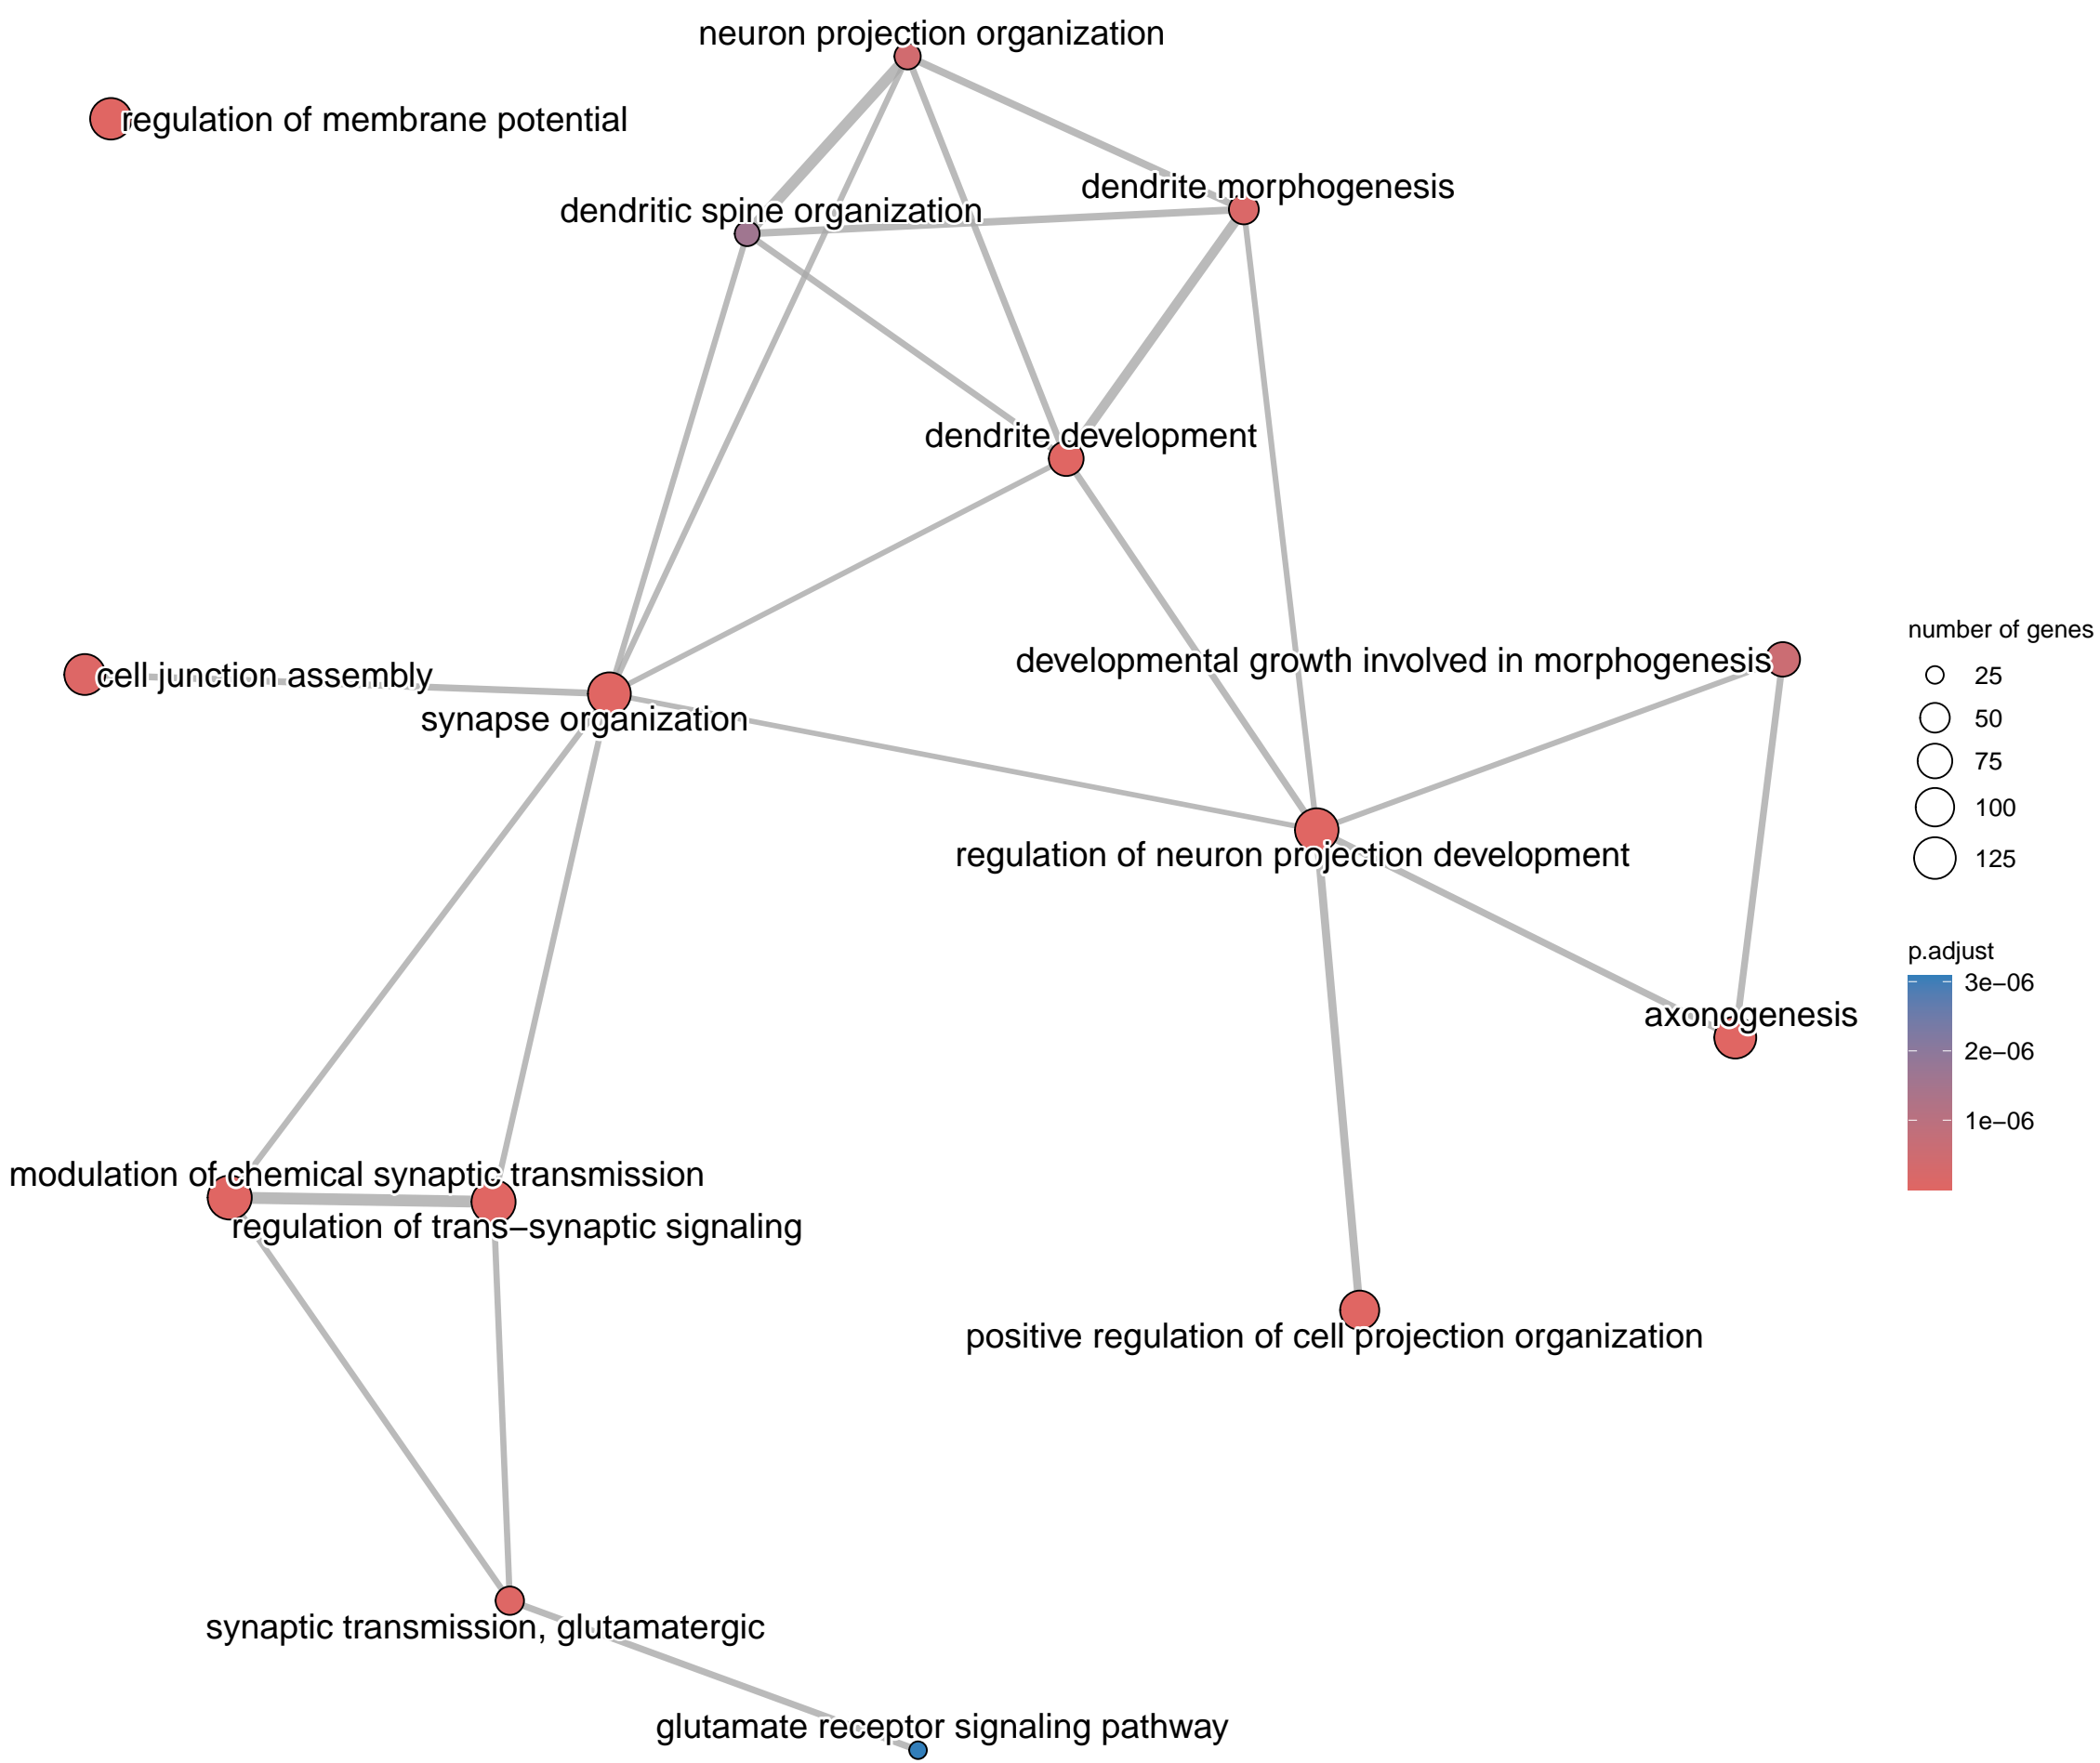 neuron projection organization
regulation of membrane potential
dendrite morphogenesis
dendritic spine organization
dendrite development
number of genes
25
50
75
100
125
developmental growth involved in morphogenesis
cell junction assembly
synapse organization
regulation of neuron projection development
p.adjust
3e−06
2e−06
1e−06
axonogenesis
modulation of chemical synaptic transmission
regulation of trans−synaptic signaling
positive regulation of cell projection organization
synaptic transmission, glutamatergic
glutamate receptor signaling pathway